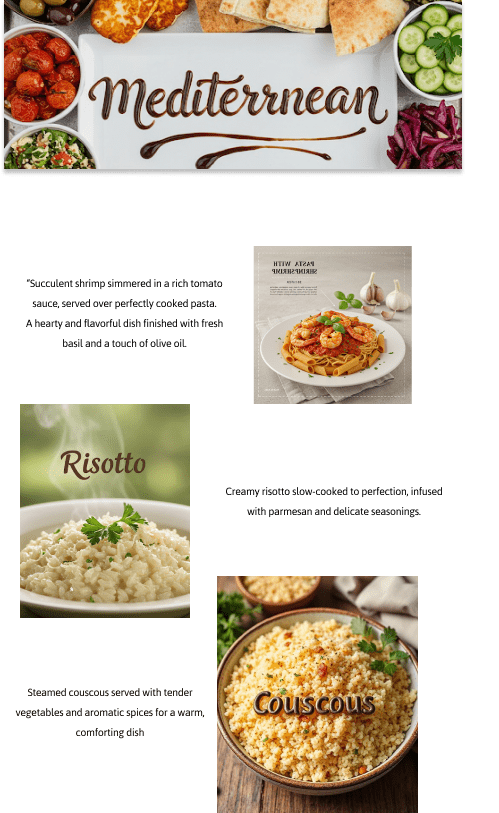 Mediterrnean
“Succulent shrimp simmered in a rich tomato
sauce, served over perfectly cooked pasta.
A hearty and flavorful dish finished with fresh
basil and a touch of olive oil.
PASTA WITH
SHRIMPSHRIMP
Risotto
Creamy risotto slow-cooked to perfection, infused
with parmesan and delicate seasonings.
Steamed couscous served with tender
vegetables and aromatic spices for a warm,
comforting dish
Couscous